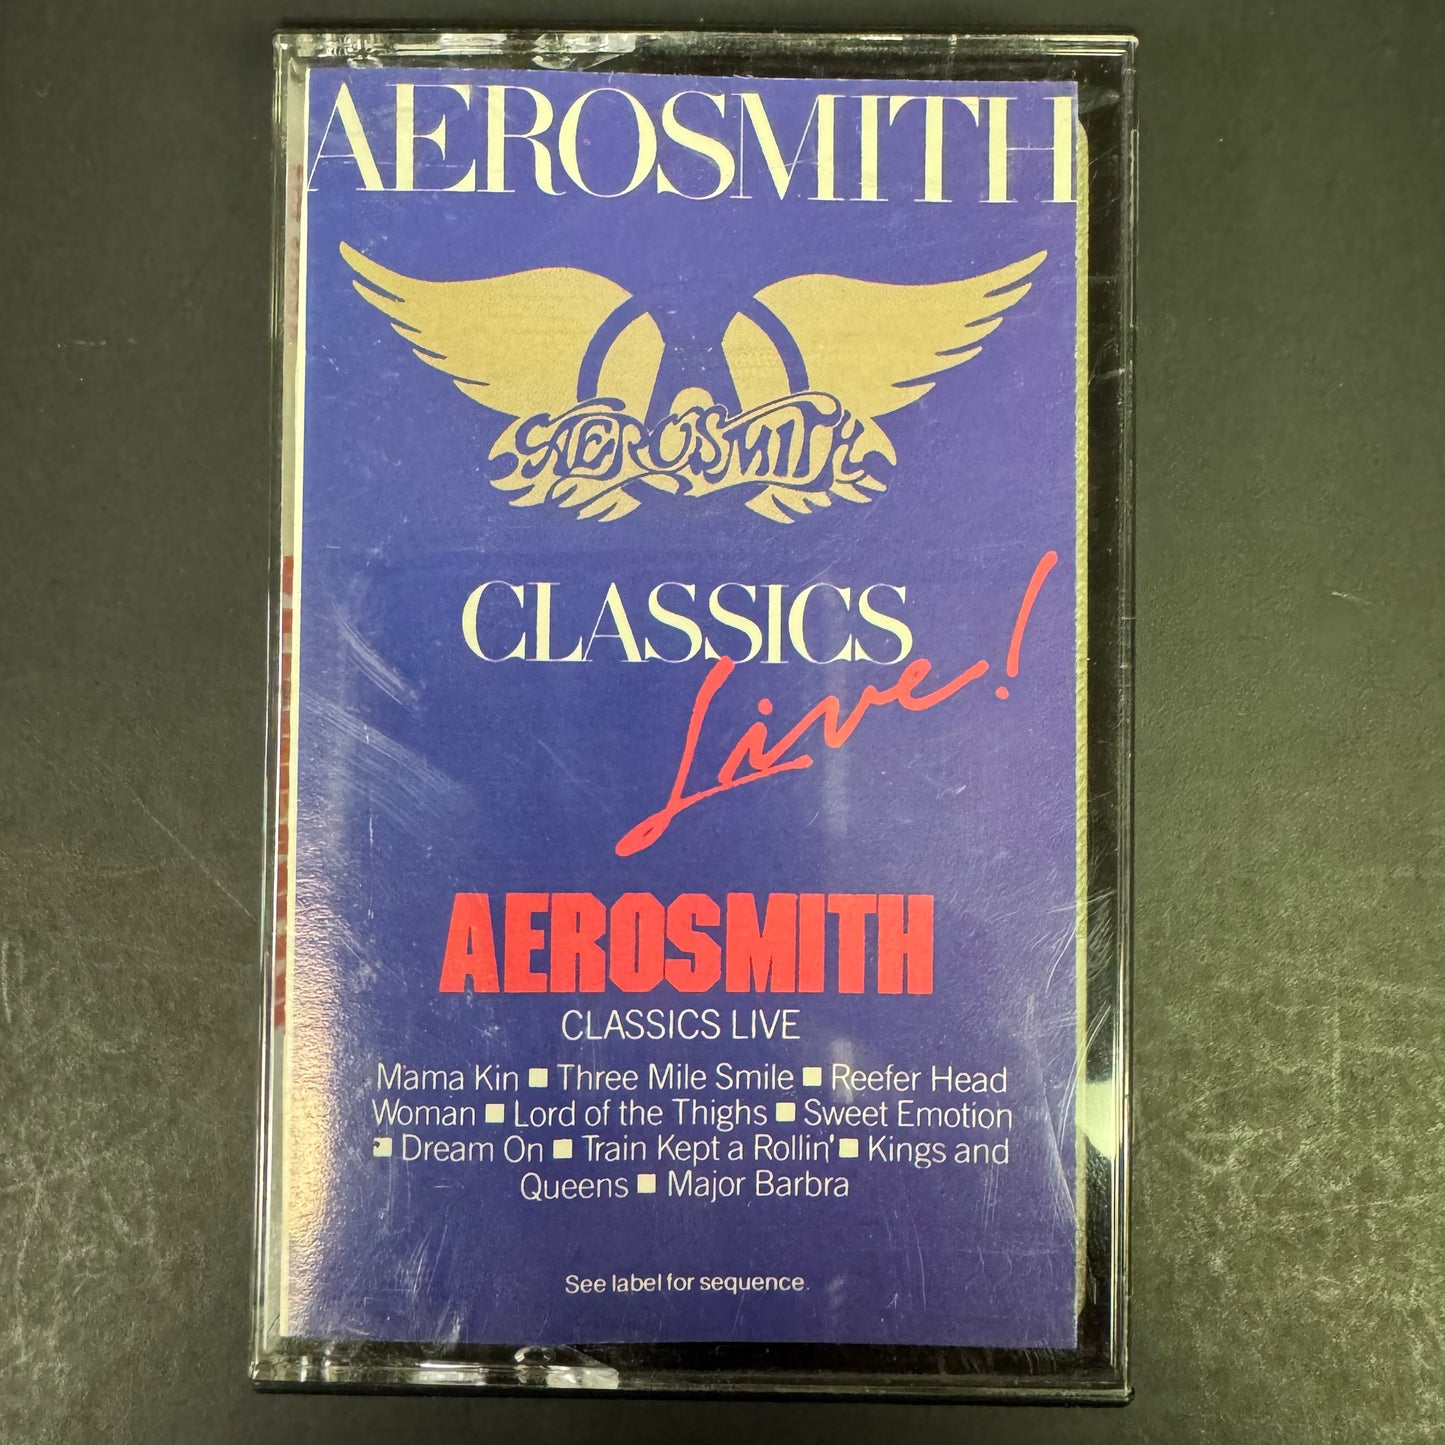 AEROSMITH
AEROSMITH
CLASSICS
Live!
AEROSMITH
CLASSICS LIVE
Mama Kin ■ Three Mile Smile ■ Reefer Head
Woman ■ Lord of the Thighs ■ Sweet Emotion
■ Dream On ■ Train Kept a Rollin' ■ Kings and
Queens ■ Major Barbra
See label for sequence.